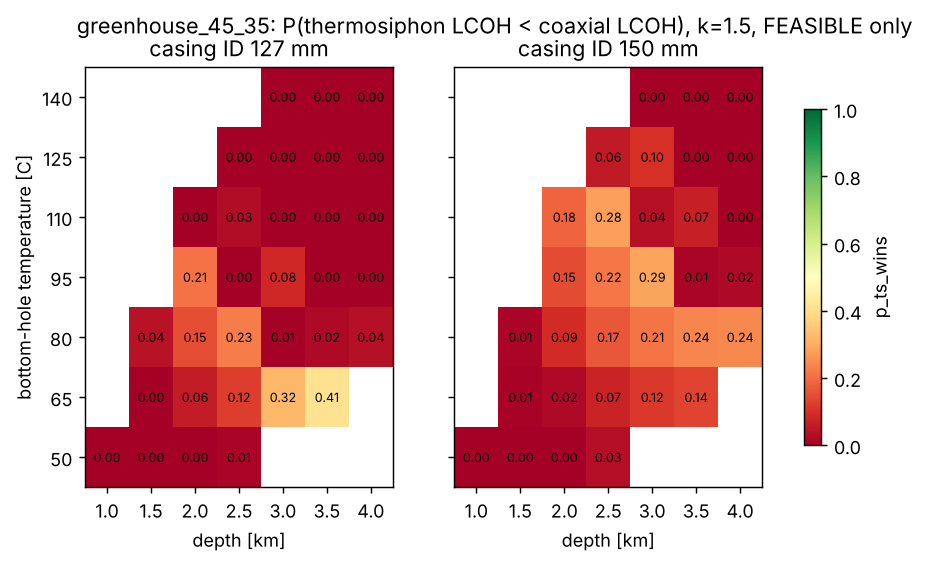 greenhouse_45_35: P(thermosiphon LCOH < coaxial LCOH), k=1.5, FEASIBLE only
casing ID 127 mm
casing ID 150 mm
140 0.00 0.00 0.00 0.00 0.00 0.00 1.0
125 0.00 0.00 0.00 0.00 0.06 0.10 0.00 0.00 0.8
110 0.00 0.03 0.00 0.00 0.00 0.18 0.28 0.04 0.07 0.00 0.6
95 0.21 0.00 0.08 0.00 0.00 0.15 0.22 0.29 0.01 0.02 0.4
80 0.04 0.15 0.23 0.01 0.02 0.04 0.01 0.09 0.17 0.21 0.24 0.24 0.2
65 0.00 0.06 0.12 0.32 0.41 0.01 0.02 0.07 0.12 0.14 0.0
50 0.00 0.00 0.00 0.01 0.00 0.00 0.00 0.03
1.0 1.5 2.0 2.5 3.0 3.5 4.0 1.0 1.5 2.0 2.5 3.0 3.5 4.0
depth [km]
depth [km]
bottom-hole temperature [C]
p_ts_wins